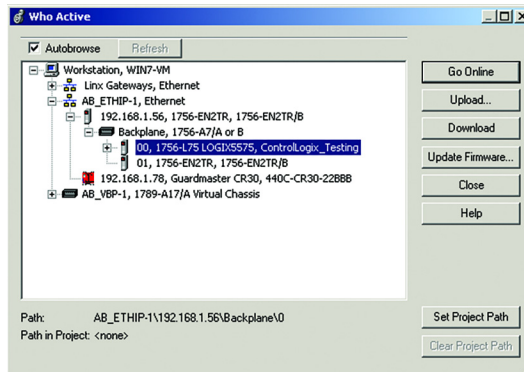 Who Active
Autobrowse
Refresh
Workstation, WIN7-VM
Linx Gateways, Ethernet
AB_ETHIP-1, Ethernet
192.168.1.56, 1756-EN2TR, 1756-EN2TR/B
Backplane, 1756-A7/A or B
00, 1756-L75 LOGIX5575, ControlLogix_Testing
01, 1756-EN2TR, 1756-EN2TR/B
192.168.1.78, Guardmaster CR30, 440C-CR30-22BBB
AB_VBP-1, 1789-A17/A Virtual Chassis
Go Online
Upload...
Download
Update Firmware...
Close
Help
Path: AB_ETHIP-1\192.168.1.56\Backplane\0
Path in Project: <none>
Set Project Path
Clear Project Path